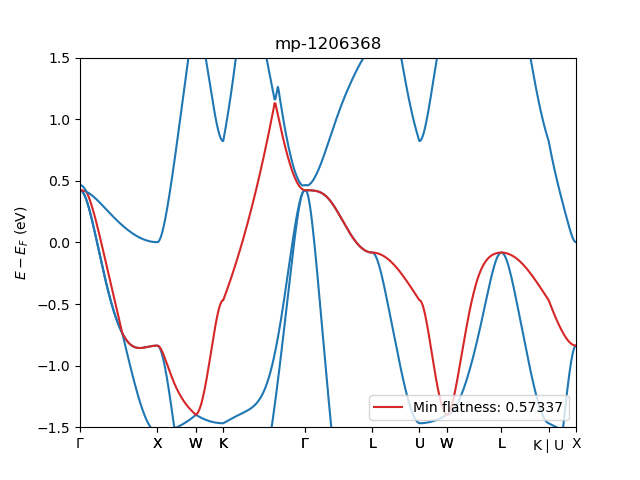 mp-1206368
E − E_F (eV)
1.5
1.0
0.5
0.0
−0.5
−1.0
−1.5
Min flatness: 0.57337
Γ X W K Γ L U W L K | U X